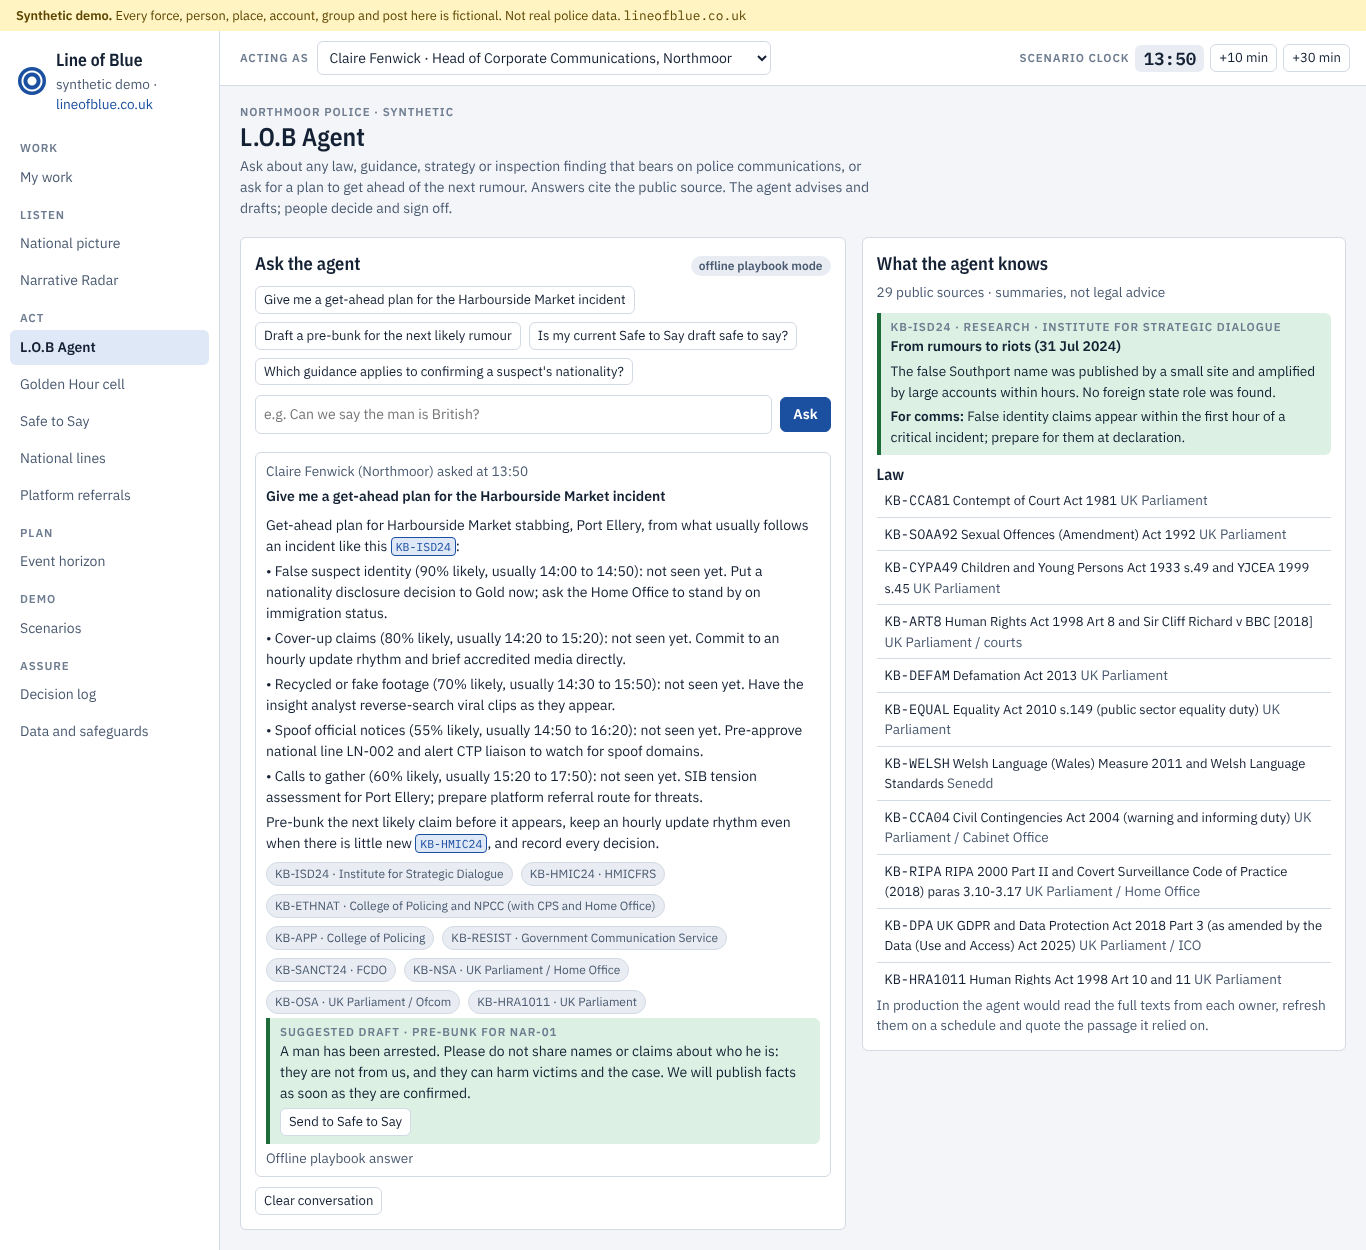 Synthetic demo. Every force, person, place, account, group and post here is fictional. Not real police data. lineofblue.co.uk
Line of Blue
synthetic demo ·
lineofblue.co.uk
WORK
My work
LISTEN
National picture
Narrative Radar
ACT
L.O.B Agent
Golden Hour cell
Safe to Say
National lines
Platform referrals
PLAN
Event horizon
DEMO
Scenarios
ASSURE
Decision log
Data and safeguards
ACTING AS
Claire Fenwick · Head of Corporate Communications, Northmoor
SCENARIO CLOCK
13:50
+10 min
+30 min
NORTHMOOR POLICE · SYNTHETIC
L.O.B Agent
Ask about any law, guidance, strategy or inspection finding that bears on police communications, or
ask for a plan to get ahead of the next rumour. Answers cite the public source. The agent advises and
drafts; people decide and sign off.
Ask the agent
offline playbook mode
Give me a get-ahead plan for the Harbourside Market incident
Draft a pre-bunk for the next likely rumour
Is my current Safe to Say draft safe to say?
Which guidance applies to confirming a suspect's nationality?
e.g. Can we say the man is British?
Ask
Claire Fenwick (Northmoor) asked at 13:50
Give me a get-ahead plan for the Harbourside Market incident
Get-ahead plan for Harbourside Market stabbing, Port Ellery, from what usually follows
an incident like this KB-ISD24:
• False suspect identity (90% likely, usually 14:00 to 14:50): not seen yet. Put a
nationality disclosure decision to Gold now; ask the Home Office to stand by on
immigration status.
• Cover-up claims (80% likely, usually 14:20 to 15:20): not seen yet. Commit to an
hourly update rhythm and brief accredited media directly.
• Recycled or fake footage (70% likely, usually 14:30 to 15:50): not seen yet. Have the
insight analyst reverse-search viral clips as they appear.
• Spoof official notices (55% likely, usually 14:50 to 16:20): not seen yet. Pre-approve
national line LN-002 and alert CTP liaison to watch for spoof domains.
• Calls to gather (60% likely, usually 15:20 to 17:50): not seen yet. SIB tension
assessment for Port Ellery; prepare platform referral route for threats.
Pre-bunk the next likely claim before it appears, keep an hourly update rhythm even
when there is little new KB-HMIC24, and record every decision.
KB-ISD24 · Institute for Strategic Dialogue
KB-HMIC24 · HMICFRS
KB-ETHNAT · College of Policing and NPCC (with CPS and Home Office)
KB-APP · College of Policing
KB-RESIST · Government Communication Service
KB-SANCT24 · FCDO
KB-NSA · UK Parliament / Home Office
KB-OSA · UK Parliament / Ofcom
KB-HRA1011 · UK Parliament
SUGGESTED DRAFT · PRE-BUNK FOR NAR-01
A man has been arrested. Please do not share names or claims about who he is:
they are not from us, and they can harm victims and the case. We will publish facts
as soon as they are confirmed.
Send to Safe to Say
Offline playbook answer
Clear conversation
What the agent knows
29 public sources · summaries, not legal advice
KB-ISD24 · RESEARCH · INSTITUTE FOR STRATEGIC DIALOGUE
From rumours to riots (31 Jul 2024)
The false Southport name was published by a small site and amplified
by large accounts within hours. No foreign state role was found.
For comms: False identity claims appear within the first hour of a
critical incident; prepare for them at declaration.
Law
KB-CCA81 Contempt of Court Act 1981 UK Parliament
KB-SOAA92 Sexual Offences (Amendment) Act 1992 UK Parliament
KB-CYPA49 Children and Young Persons Act 1933 s.49 and YJCEA 1999
s.45 UK Parliament
KB-ART8 Human Rights Act 1998 Art 8 and Sir Cliff Richard v BBC [2018]
UK Parliament / courts
KB-DEFAM Defamation Act 2013 UK Parliament
KB-EQUAL Equality Act 2010 s.149 (public sector equality duty) UK
Parliament
KB-WELSH Welsh Language (Wales) Measure 2011 and Welsh Language
Standards Senedd
KB-CCA04 Civil Contingencies Act 2004 (warning and informing duty) UK
Parliament / Cabinet Office
KB-RIPA RIPA 2000 Part II and Covert Surveillance Code of Practice
(2018) paras 3.10-3.17 UK Parliament / Home Office
KB-DPA UK GDPR and Data Protection Act 2018 Part 3 (as amended by the
Data (Use and Access) Act 2025) UK Parliament / ICO
KB-HRA1011 Human Rights Act 1998 Art 10 and 11 UK Parliament
In production the agent would read the full texts from each owner, refresh
them on a schedule and quote the passage it relied on.